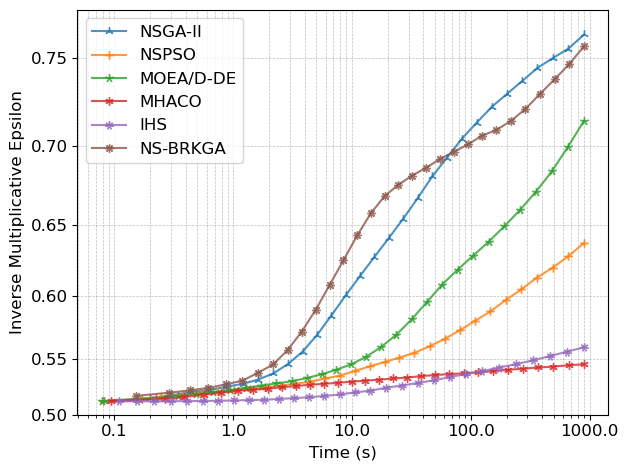 NSGA-II
NSPSO
MOEA/D-DE
MHACO
IHS
NS-BRKGA
Inverse Multiplicative Epsilon
0.75
0.70
0.65
0.60
0.55
0.50
0.1 1.0 10.0 100.0 1000.0
Time (s)